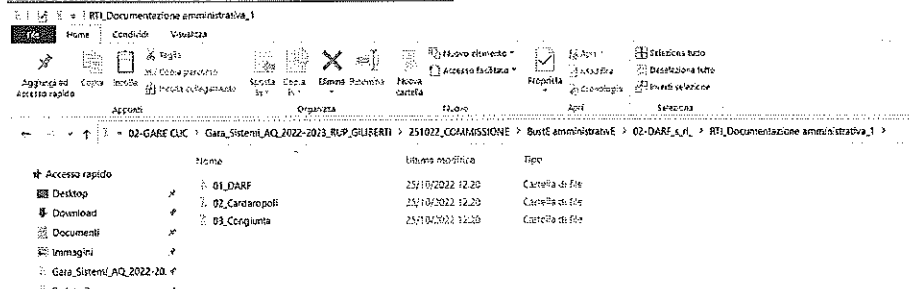 RTI_Documentazione amministrativa_1
File Home Condividi Visualizza
Aggiungi ad Accesso rapido
Copia
Incolla
Taglia
Copia percorso
Incolla collegamento
Sposta in
Copia in
Elimina
Rinomina
Nuova cartella
Nuovo elemento
Accesso facilitato
Proprietà
Apri
Modifica
Cronologia
Seleziona tutto
Deseleziona tutto
Inverti selezione
Appunti Organizza Nuovo Apri Seleziona
02-GARE CUC > Gara_Sistemi_AQ_2022-2023_RUP_GILIBERTI > 251022_COMMISSIONE > BustE amministrativE > 02-DARF_s_rl_ > RTI_Documentazione amministrativa_1 >
Nome Ultima modifica Tipo
Accesso rapido
Desktop
Download
Documenti
Immagini
Gara_Sistemi_AQ_2022-20
01_DARF 25/10/2022 12.20 Cartella di file
02_Cardaropoli 25/10/2022 12.20 Cartella di file
03_Congiunta 25/10/2022 12.20 Cartella di file